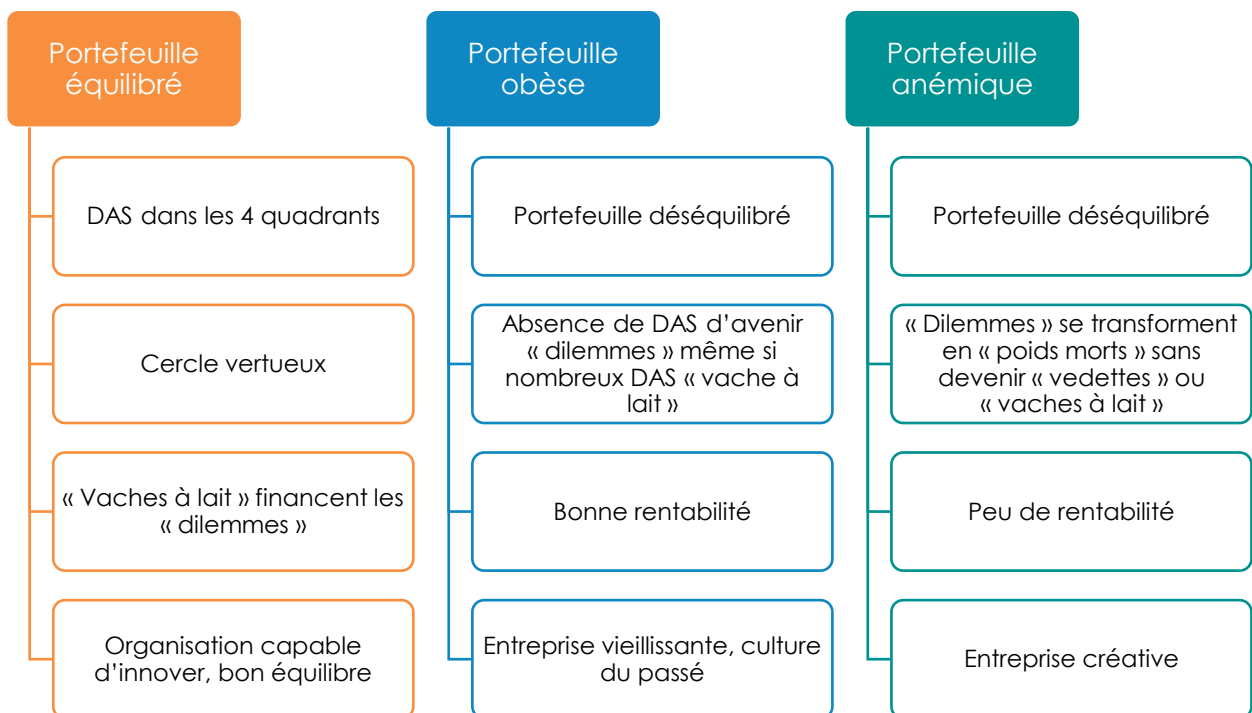 Portefeuille
équilibré
DAS dans les 4 quadrants
Cercle vertueux
« Vaches à lait » financent les
« dilemmes »
Organisation capable
d’innover, bon équilibre
Portefeuille
obèse
Portefeuille déséquilibré
Absence de DAS d’avenir
« dilemmes » même si
nombreux DAS « vache à
lait »
Bonne rentabilité
Entreprise vieillissante, culture
du passé
Portefeuille
anémique
Portefeuille déséquilibré
« Dilemmes » se transforment
en « poids morts » sans
devenir « vedettes » ou
« vaches à lait »
Peu de rentabilité
Entreprise créative